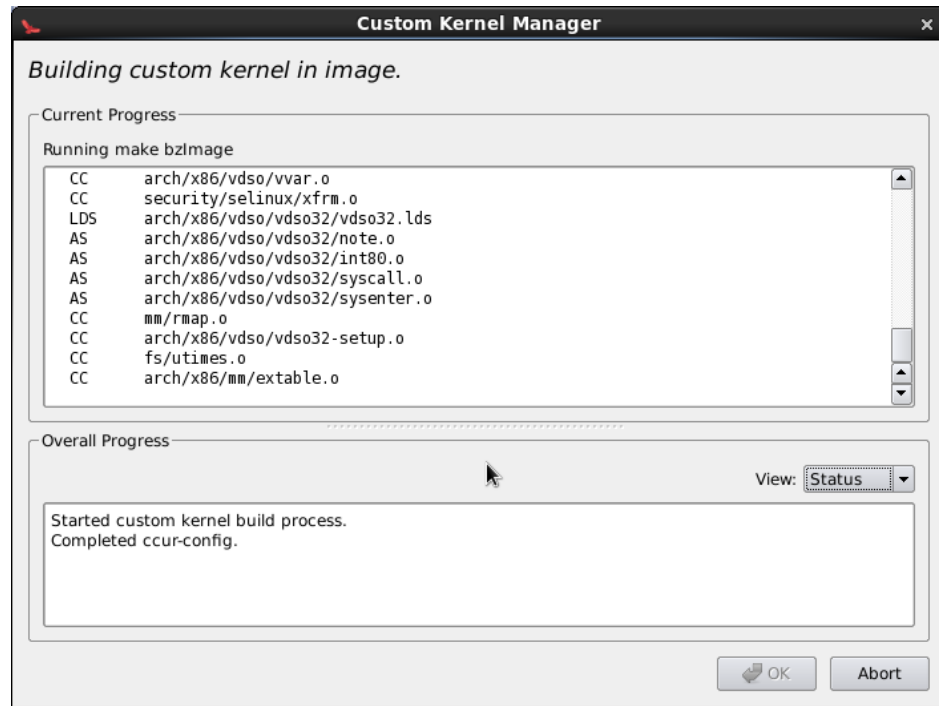 Custom Kernel Manager
Building custom kernel in image.
Current Progress
Running make bzImage
CC arch/x86/vdso/vvar.o
CC security/selinux/xfrm.o
LDS arch/x86/vdso/vdso32/vdso32.lds
AS arch/x86/vdso/vdso32/note.o
AS arch/x86/vdso/vdso32/int80.o
AS arch/x86/vdso/vdso32/syscall.o
AS arch/x86/vdso/vdso32/sysenter.o
CC mm/rmap.o
CC arch/x86/vdso/vdso32-setup.o
CC fs/utimes.o
CC arch/x86/mm/extable.o
Overall Progress
View: Status
Started custom kernel build process.
Completed ccur-config.
OK Abort